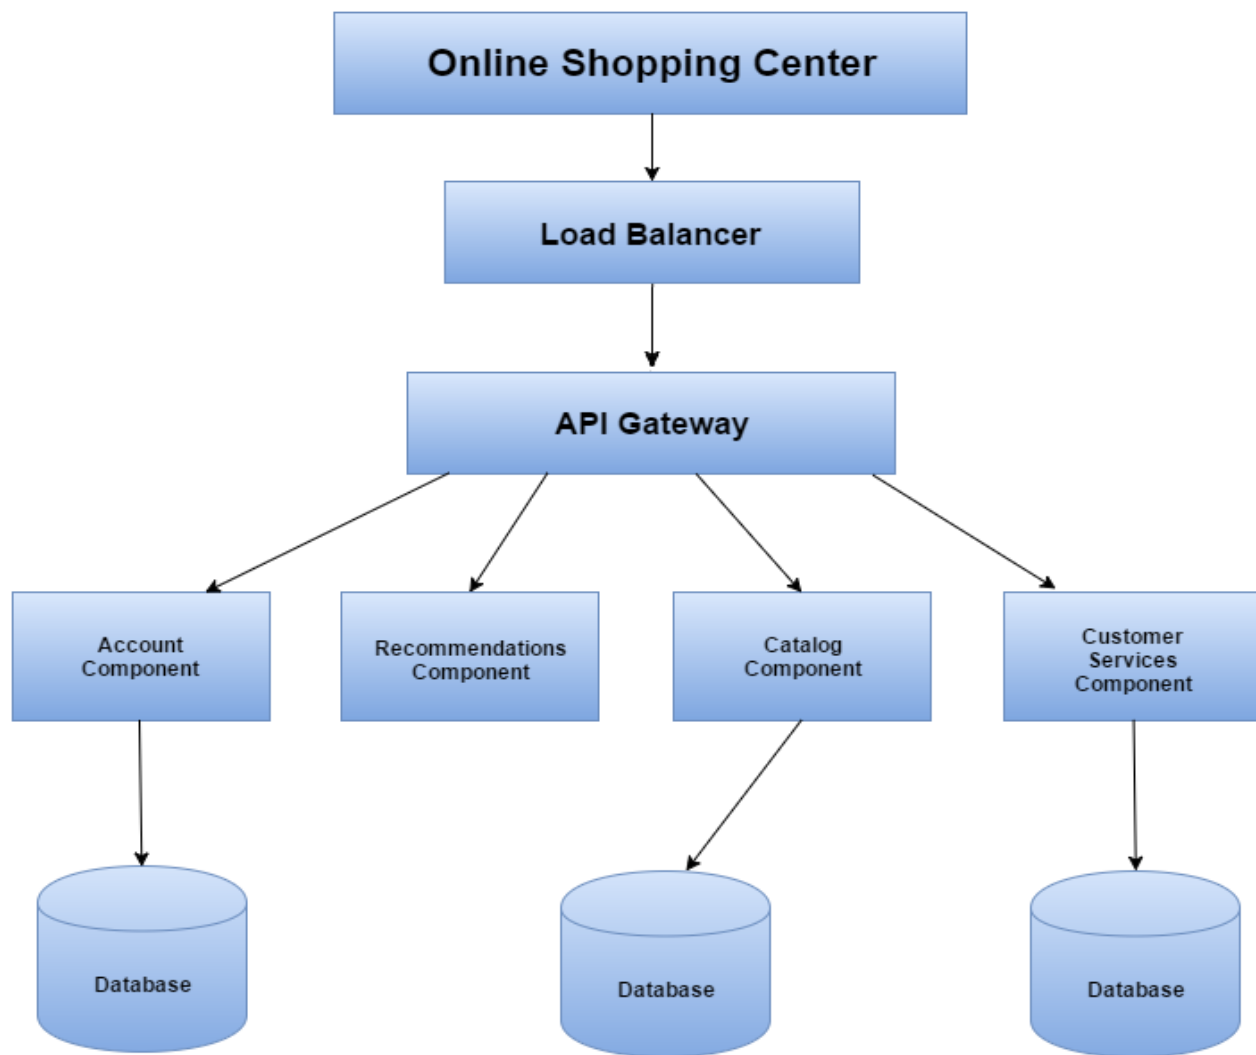 Online Shopping Center
Load Balancer
API Gateway
Account
Component
Recommendations
Component
Catalog
Component
Customer
Services
Component
Database
Database
Database